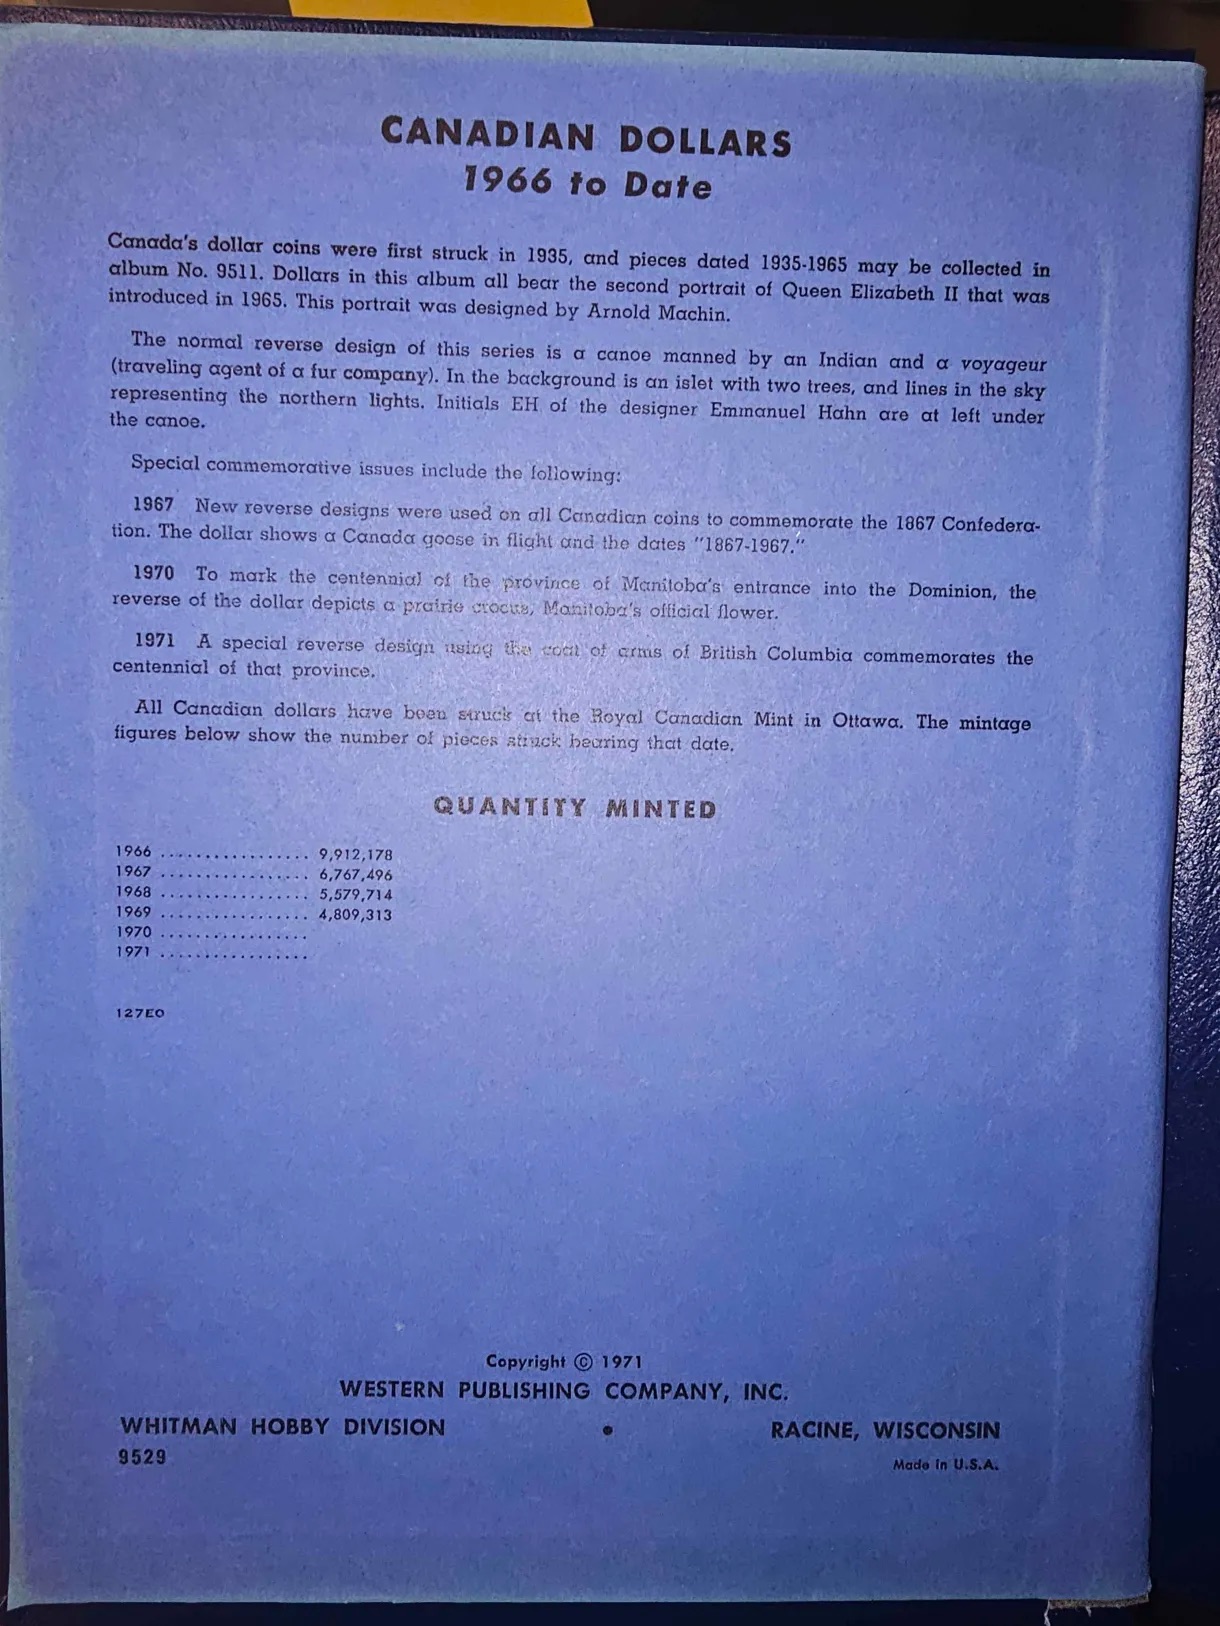 CANADIAN DOLLARS
1966 to Date
Canada's dollar coins were first struck in 1935, and pieces dated 1935-1965 may be collected in
album No. 9511. Dollars in this album all bear the second portrait of Queen Elizabeth II that was
introduced in 1965. This portrait was designed by Arnold Machin.
The normal reverse design of this series is a canoe manned by an Indian and a voyageur
(traveling agent of a fur company). In the background is an islet with two trees, and lines in the sky
representing the northern lights. Initials EH of the designer Emmanuel Hahn are at left under
the canoe.
Special commemorative issues include the following:
1967 New reverse designs were used on all Canadian coins to commemorate the 1867 Confedera-
tion. The dollar shows a Canada goose in flight and the dates "1867-1967."
1970 To mark the centennial of the province of Manitoba's entrance into the Dominion, the
reverse of the dollar depicts a prairie crocus, Manitoba's official flower.
1971 A special reverse design using the coat of arms of British Columbia commemorates the
centennial of that province.
All Canadian dollars have been struck at the Royal Canadian Mint in Ottawa. The mintage
figures below show the number of pieces struck bearing that date.
QUANTITY MINTED
1966 ................. 9,912,178
1967 ................. 6,767,496
1968 ................. 5,579,714
1969 ................. 4,809,313
1970 .................
1971 .................
127EO
Copyright © 1971
WESTERN PUBLISHING COMPANY, INC.
WHITMAN HOBBY DIVISION • RACINE, WISCONSIN
9529 Made in U.S.A.